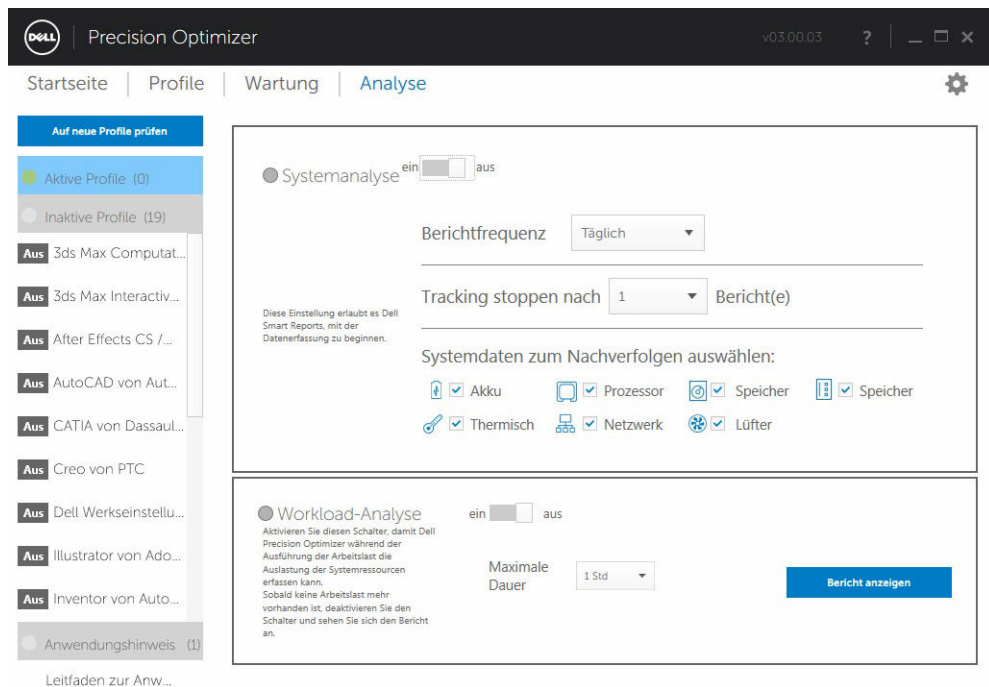 DELL
Precision Optimizer
v03.00.03 ?
Startseite Profile Wartung Analyse
Auf neue Profile prüfen
Aktive Profile (0)
Inaktive Profile (19)
Aus 3ds Max Computat...
Aus 3ds Max Interactiv...
Aus After Effects CS /...
Aus AutoCAD von Aut...
Aus CATIA von Dassaul...
Aus Creo von PTC
Aus Dell Werkseinstellu...
Aus Illustrator von Ado...
Aus Inventor von Auto...
Anwendungshinweis (1)
Leitfaden zur Anw...
Systemanalyse ein aus
Berichtfrequenz Täglich
Tracking stoppen nach 1 Bericht(e)
Diese Einstellung erlaubt es Dell
Smart Reports, mit der
Datenerfassung zu beginnen.
Systemdaten zum Nachverfolgen auswählen:
Akku Prozessor Speicher Speicher
Thermisch Netzwerk Lüfter
Workload-Analyse ein aus
Aktivieren Sie diesen Schalter, damit Dell
Precision Optimizer während der
Ausführung der Arbeitslast die
Auslastung der Systemressourcen
erfassen kann.
Sobald keine Arbeitslast mehr
vorhanden ist, deaktivieren Sie den
Schalter und sehen Sie sich den Bericht
an.
Maximale
Dauer
1 Std
Bericht anzeigen